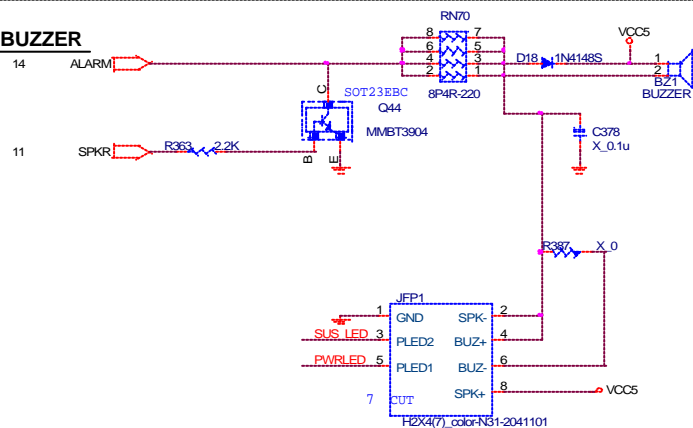 RN70
BUZZER
8 7
6 5
4 3
2 1
14 ALARM
D18 1N4148S
VCC5
1
2
BZ1
BUZZER
8P4R-220
C
SOT23EBC
Q44
MMBT3904
B
E
C378
X_0.1u
11 SPKR
R363 2.2K
R387 X_0
JFP1
1 GND SPK- 2
SUS_LED 3 PLED2 BUZ+ 4
PWRLED 5 PLED1 BUZ- 6
7 CUT SPK+ 8 VCC5
H2X4(7)_color-N31-2041101